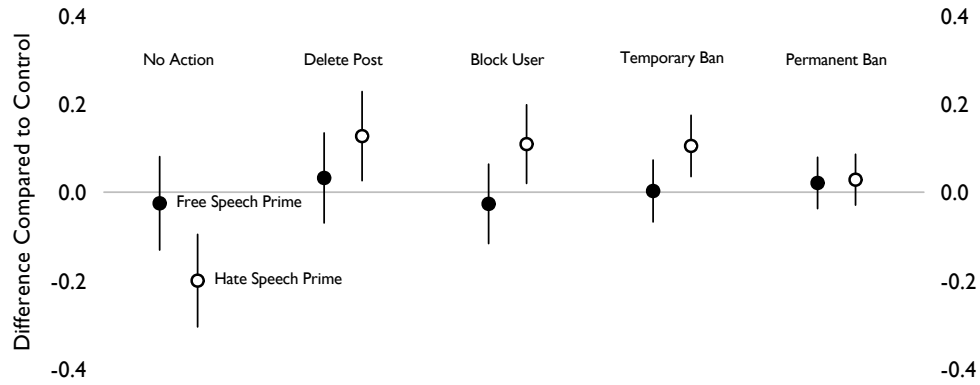 0.4
0.4
No Action
Delete Post
Block User
Temporary Ban
Permanent Ban
Difference Compared to Control
0.2
0.2
0.0
Free Speech Prime
0.0
-0.2
Hate Speech Prime
-0.2
-0.4
-0.4